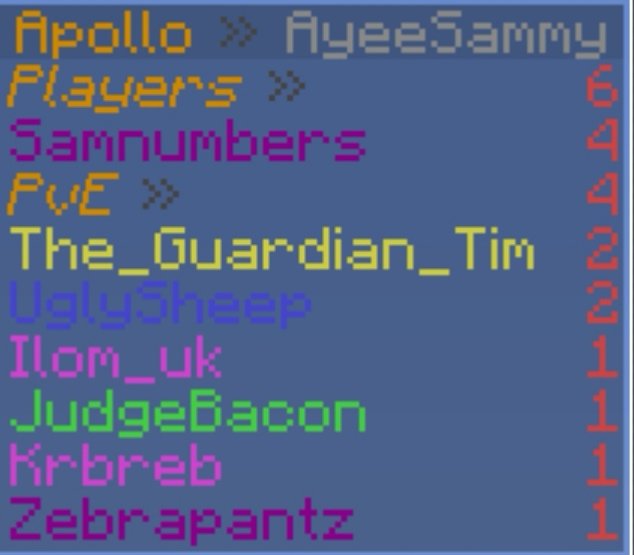 Apollo » AyeeSammy
Players » 6
Samnumbers 4
PvE » 4
The_Guardian_Tim 2
UglySheep 2
Ilom_uk 1
JudgeBacon 1
Krbreb 1
Zebrapantz 1